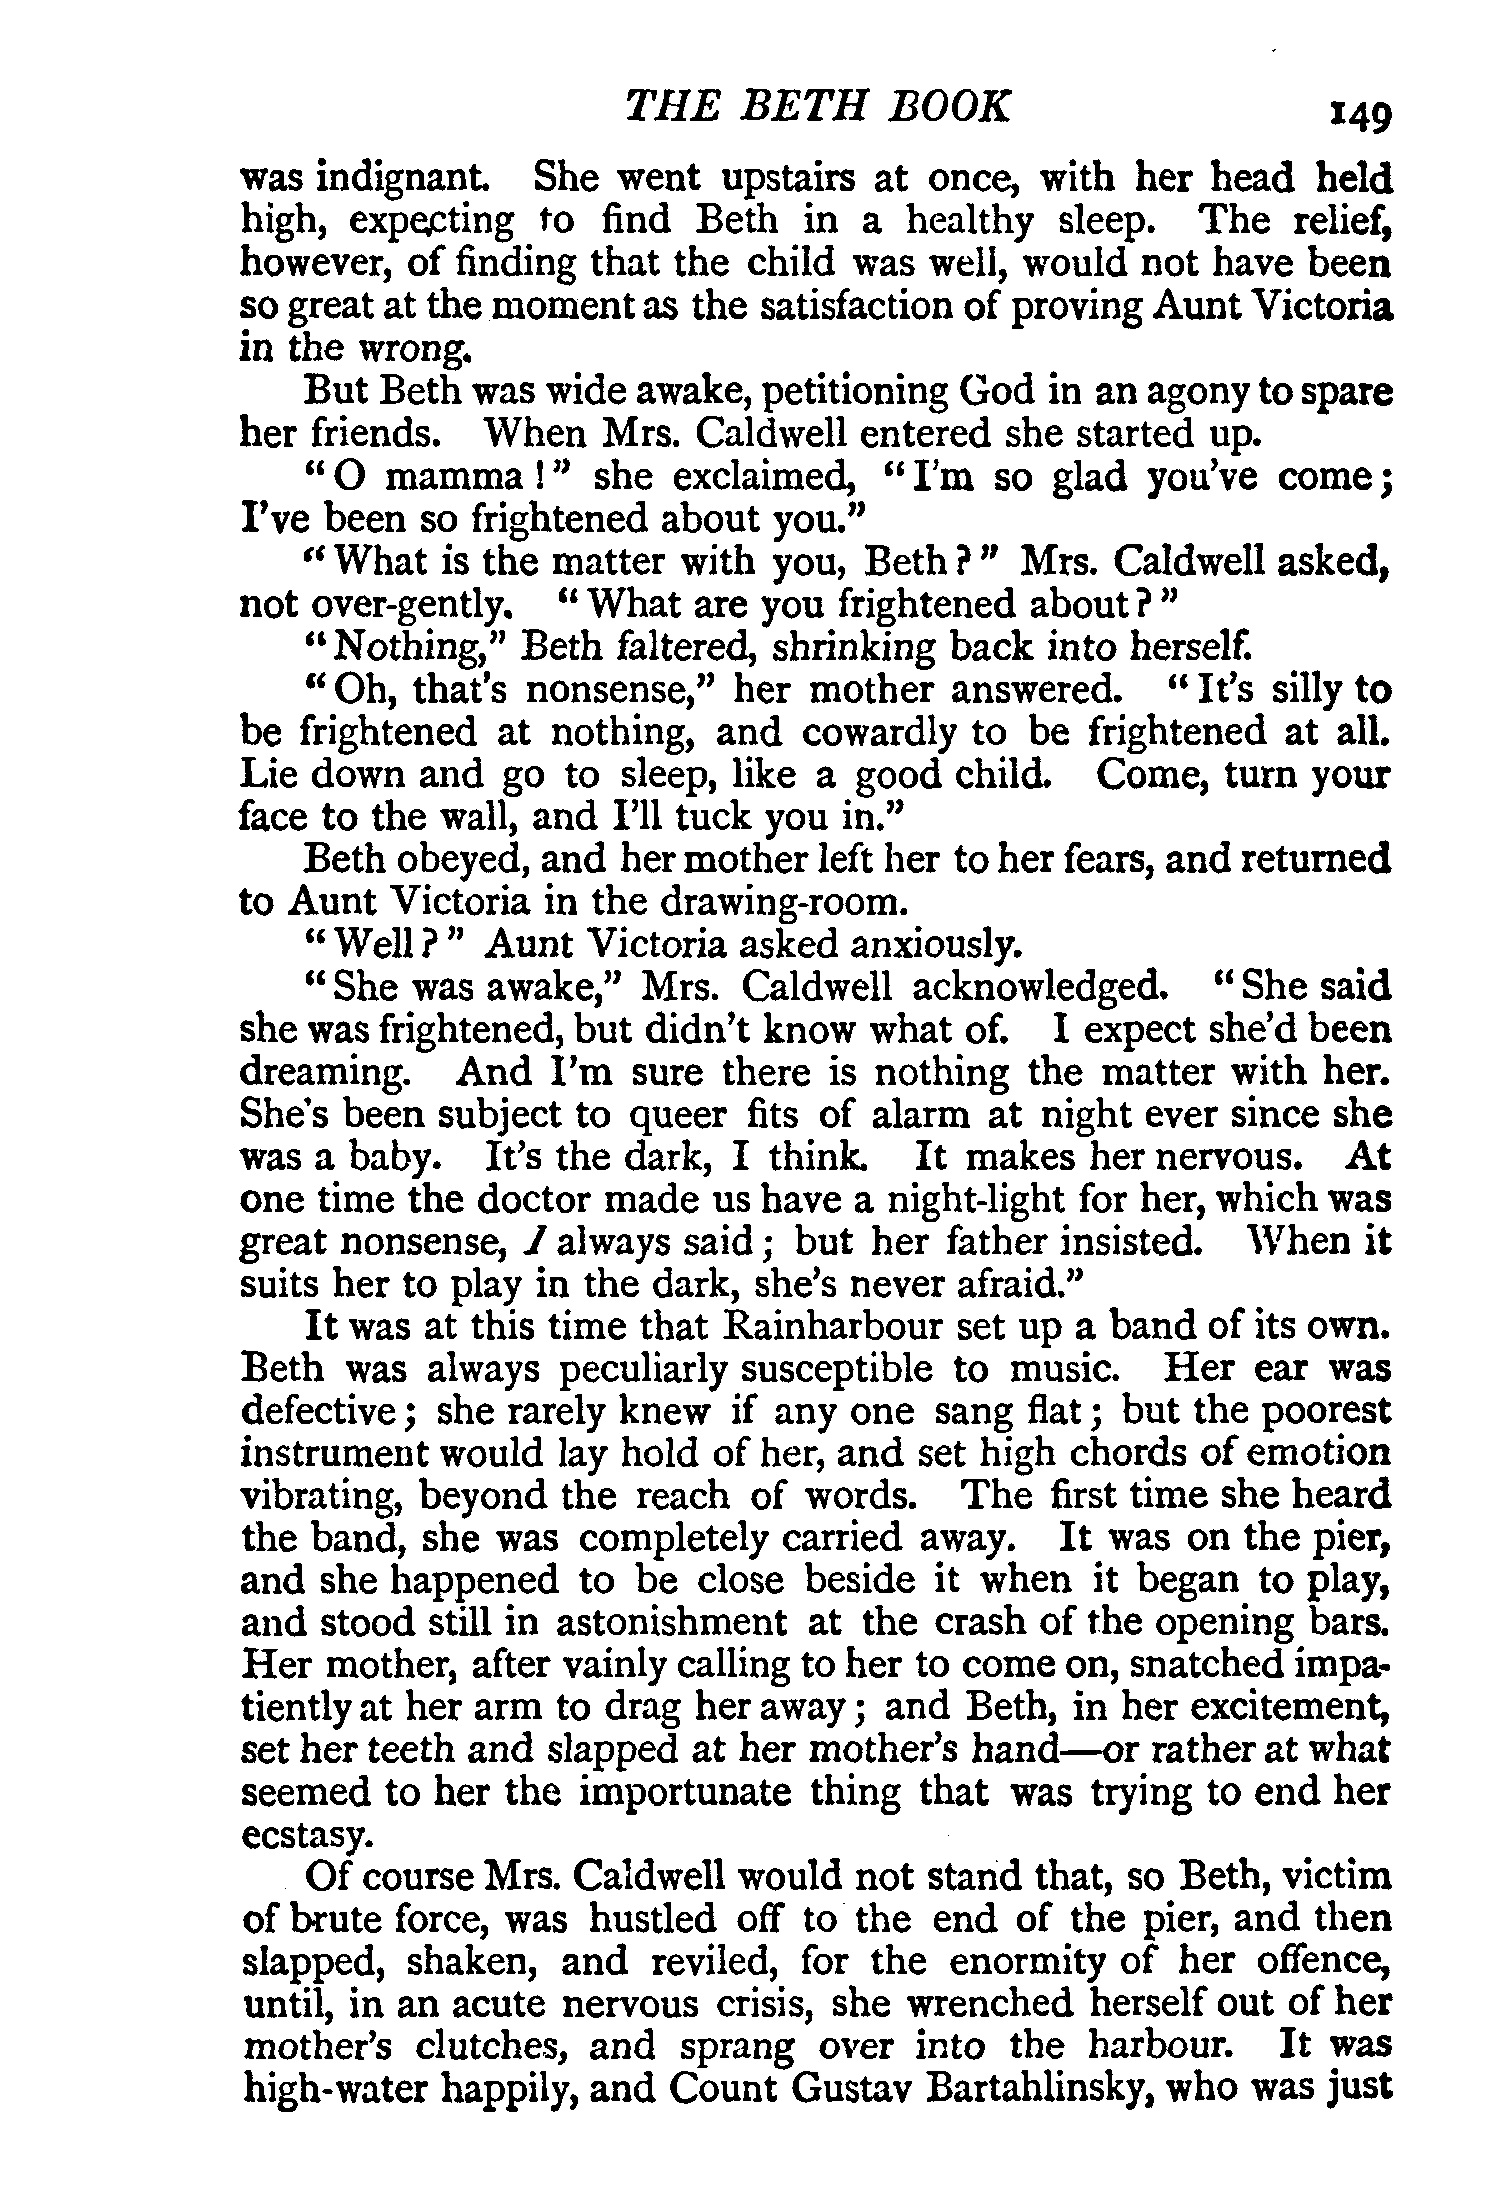 THE BETH BOOK 149
was indignant. She went upstairs at once, with her head held
high, expecting to find Beth in a healthy sleep. The relief,
however, of finding that the child was well, would not have been
so great at the moment as the satisfaction of proving Aunt Victoria
in the wrong.
But Beth was wide awake, petitioning God in an agony to spare
her friends. When Mrs. Caldwell entered she started up.
"O mamma!" she exclaimed, "I'm so glad you've come;
I've been so frightened about you."
"What is the matter with you, Beth?" Mrs. Caldwell asked,
not over-gently. "What are you frightened about?"
"Nothing," Beth faltered, shrinking back into herself.
"Oh, that's nonsense," her mother answered. "It's silly to
be frightened at nothing, and cowardly to be frightened at all.
Lie down and go to sleep, like a good child. Come, turn your
face to the wall, and I'll tuck you in."
Beth obeyed, and her mother left her to her fears, and returned
to Aunt Victoria in the drawing-room.
"Well?" Aunt Victoria asked anxiously.
"She was awake," Mrs. Caldwell acknowledged. "She said
she was frightened, but didn't know what of. I expect she'd been
dreaming. And I'm sure there is nothing the matter with her.
She's been subject to queer fits of alarm at night ever since she
was a baby. It's the dark, I think. It makes her nervous. At
one time the doctor made us have a night-light for her, which was
great nonsense, I always said; but her father insisted. When it
suits her to play in the dark, she's never afraid."
It was at this time that Rainharbour set up a band of its own.
Beth was always peculiarly susceptible to music. Her ear was
defective; she rarely knew if any one sang flat; but the poorest
instrument would lay hold of her, and set high chords of emotion
vibrating, beyond the reach of words. The first time she heard
the band, she was completely carried away. It was on the pier,
and she happened to be close beside it when it began to play,
and stood still in astonishment at the crash of the opening bars.
Her mother, after vainly calling to her to come on, snatched impa-
tiently at her arm to drag her away; and Beth, in her excitement,
set her teeth and slapped at her mother's hand—or rather at what
seemed to her the importunate thing that was trying to end her
ecstasy.
Of course Mrs. Caldwell would not stand that, so Beth, victim
of brute force, was hustled off to the end of the pier, and then
slapped, shaken, and reviled, for the enormity of her offence,
until, in an acute nervous crisis, she wrenched herself out of her
mother's clutches, and sprang over into the harbour. It was
high-water happily, and Count Gustav Bartahlinsky, who was just